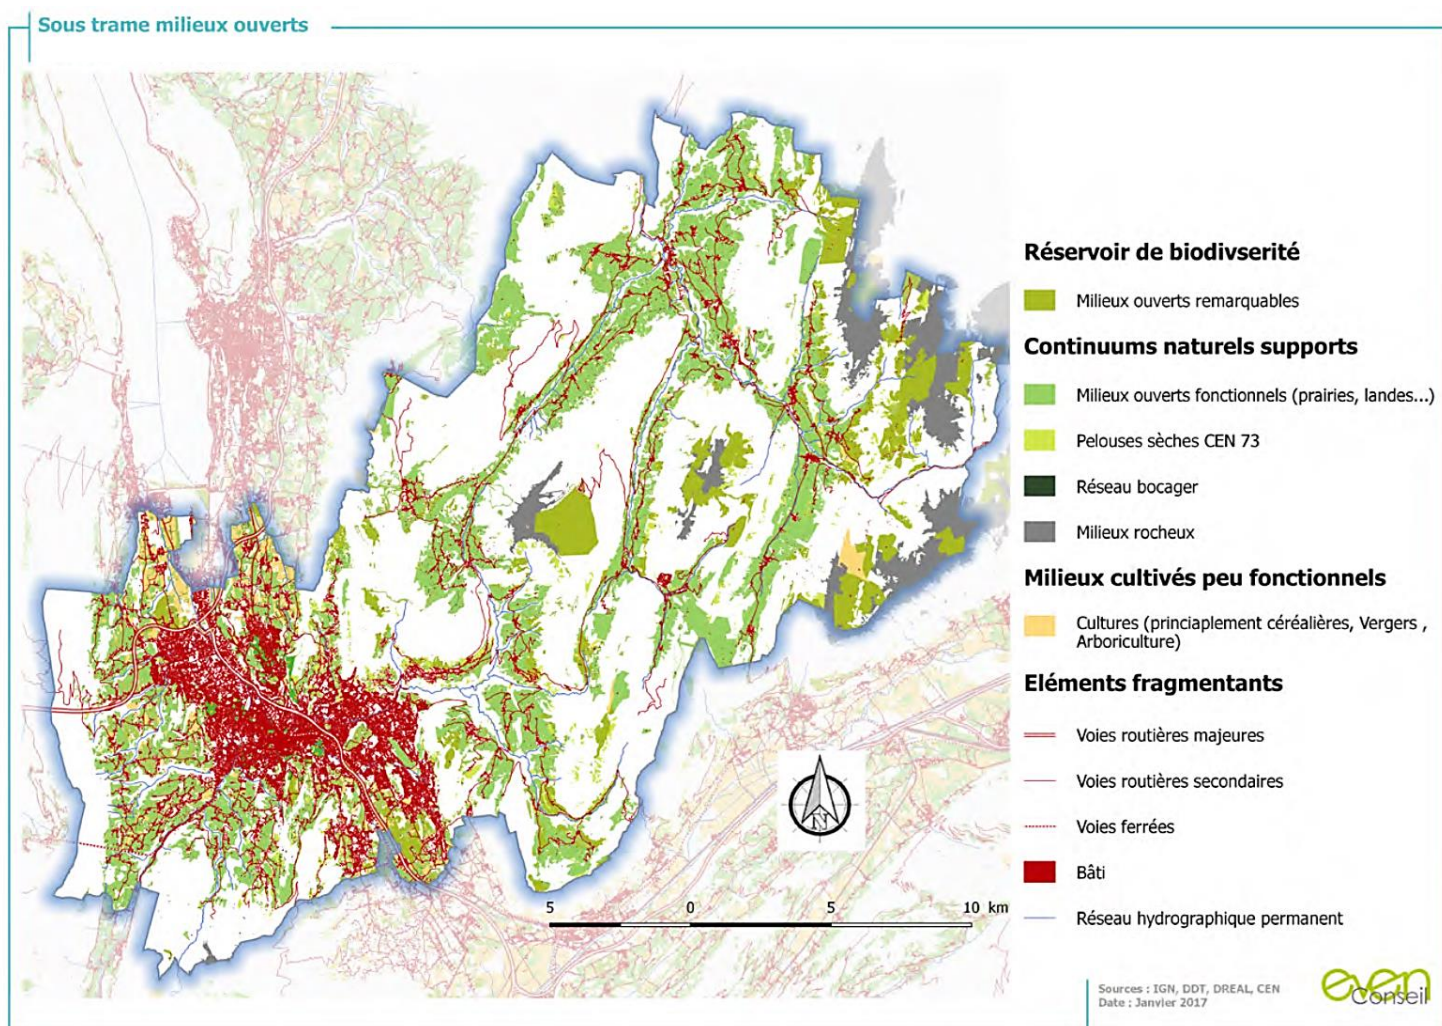 Sous trame milieux ouverts
Réservoir de biodivserité
Milieux ouverts remarquables
Continuums naturels supports
Milieux ouverts fonctionnels (prairies, landes...)
Pelouses sèches CEN 73
Réseau bocager
Milieux rocheux
Milieux cultivés peu fonctionnels
Cultures (princiaplement céréalières, Vergers ,
Arboriculture)
Eléments fragmentants
Voies routières majeures
Voies routières secondaires
Voies ferrées
Bâti
Réseau hydrographique permanent
N
5 0 5 10 km
Sources : IGN, DDT, DREAL, CEN
Date : Janvier 2017
even
Conseil